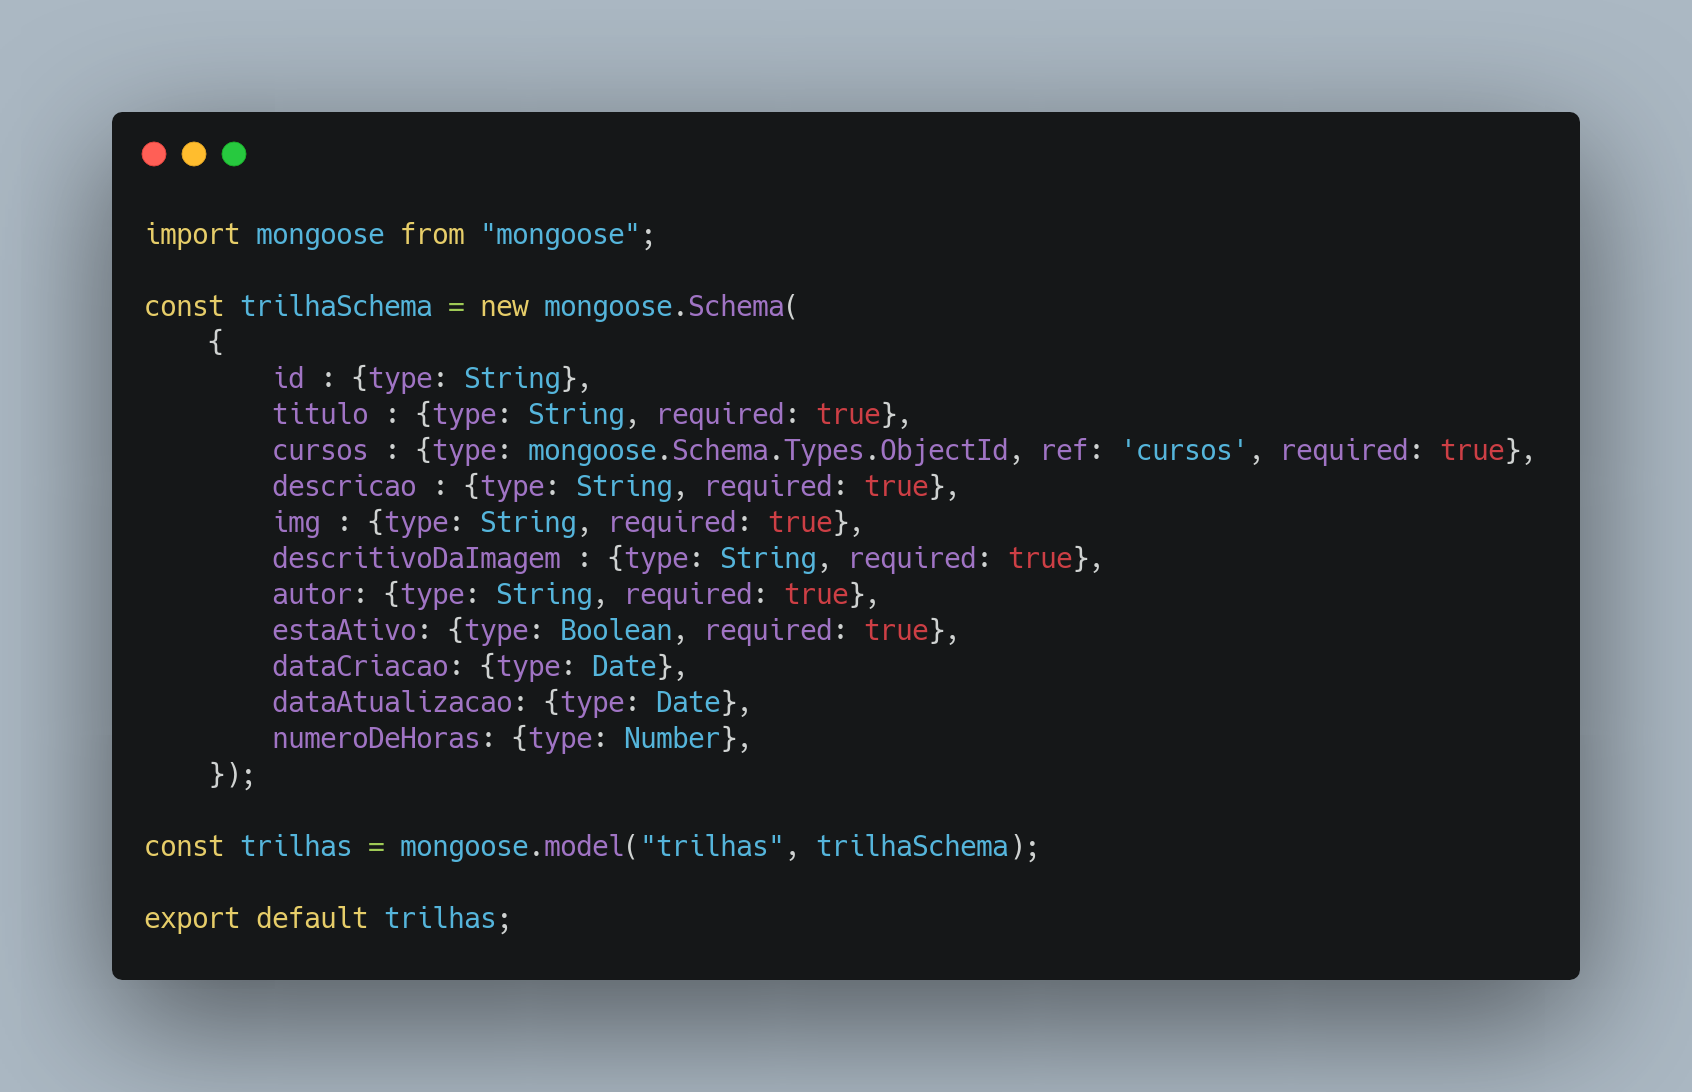 import mongoose from "mongoose";
const trilhaSchema = new mongoose.Schema(
{
id : {type: String},
titulo : {type: String, required: true},
cursos : {type: mongoose.Schema.Types.ObjectId, ref: 'cursos', required: true},
descricao : {type: String, required: true},
img : {type: String, required: true},
descritivoDaImagem : {type: String, required: true},
autor: {type: String, required: true},
estaAtivo: {type: Boolean, required: true},
dataCriacao: {type: Date},
dataAtualizacao: {type: Date},
numeroDeHoras: {type: Number},
});
const trilhas = mongoose.model("trilhas", trilhaSchema);
export default trilhas;